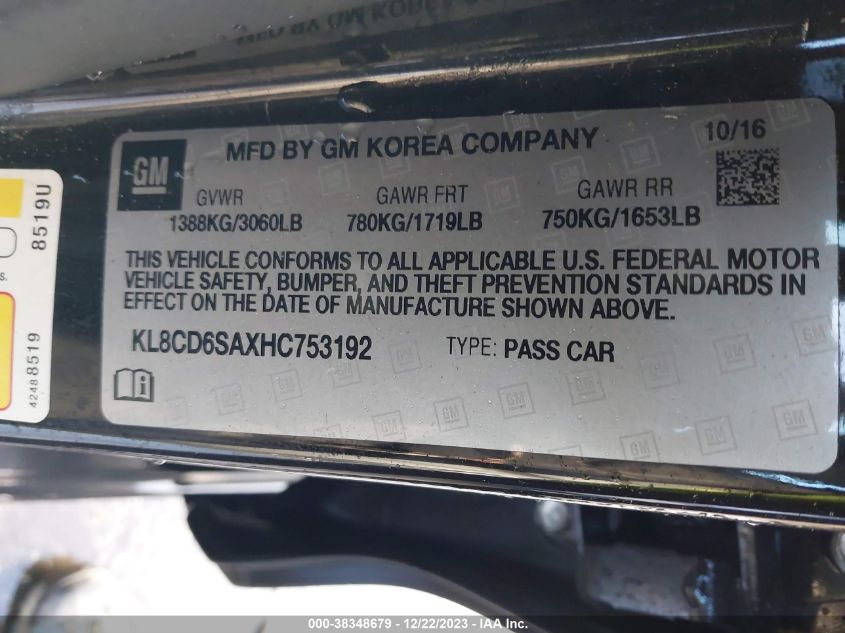 MFD BY GM KOREA COMPANY
10/16
GM
GVWR
GAWR FRT
GAWR RR
1388KG/3060LB
780KG/1719LB
750KG/1653LB
THIS VEHICLE CONFORMS TO ALL APPLICABLE U.S. FEDERAL MOTOR
VEHICLE SAFETY, BUMPER, AND THEFT PREVENTION STANDARDS IN
EFFECT ON THE DATE OF MANUFACTURE SHOWN ABOVE.
KL8CD6SAXHC753192
TYPE: PASS CAR
8519U
s.
42488519
000-38348679 - 12/22/2023 - IAA Inc.